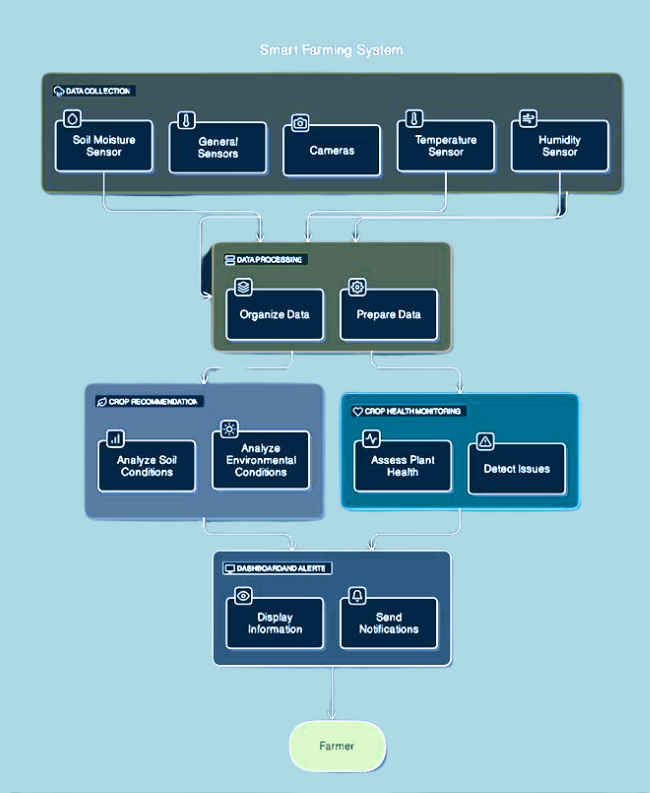 Smart Farming System
DATA COLLECTION
Soil Moisture
Sensor
General
Sensors
Cameras
Temperature
Sensor
Humidity
Sensor
DATA PROCESSING
Organize Data
Prepare Data
CROP RECOMMENDATION
Analyze Soil
Conditions
Analyze
Environmental
Conditions
CROP HEALTH MONITORING
Assess Plant
Health
Detect Issues
DASHBOARDAND ALERTS
Display
Information
Send
Notifications
Farmer